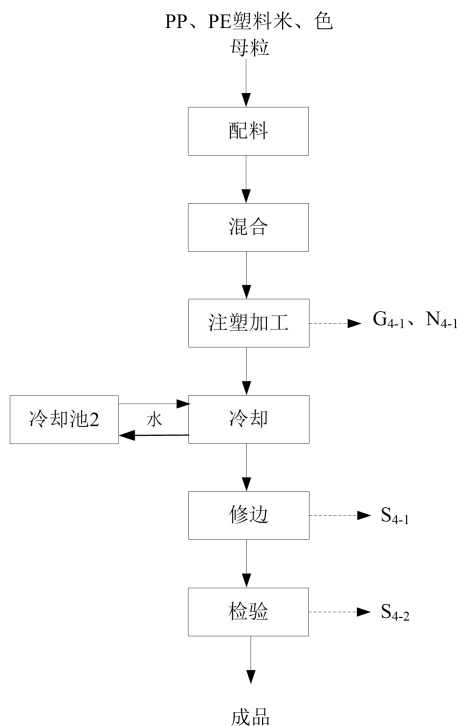 PP、PE塑料米、色
母粒
配料
混合
注塑加工
G4-1、N4-1
冷却池2
水
冷却
修边
S4-1
检验
S4-2
成品